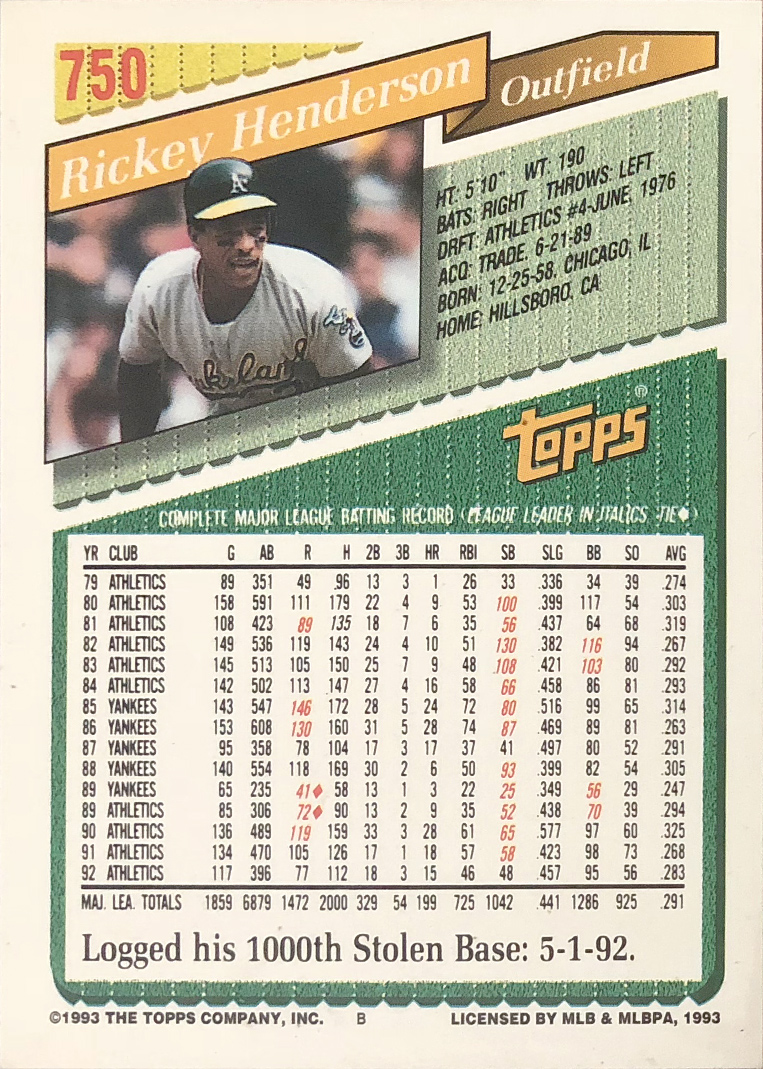 750
Rickey Henderson
Outfield
HT: 5'10" WT: 190
BATS: RIGHT THROWS: LEFT
DRFT: ATHLETICS #4-JUNE, 1976
ACQ: TRADE, 6-21-89
BORN: 12-25-58, CHICAGO, IL
HOME: HILLSBORO, CA
A's
Oakland
TOPPS®
COMPLETE MAJOR LEAGUE BATTING RECORD (LEAGUE LEADER IN ITALICS, TIE♦)
YR CLUB G AB R H 2B 3B HR RBI SB SLG BB SO AVG
79 ATHLETICS 89 351 49 96 13 3 1 26 33 .336 34 39 .274
80 ATHLETICS 158 591 111 179 22 4 9 53 100 .399 117 54 .303
81 ATHLETICS 108 423 89 135 18 7 6 35 56 .437 64 68 .319
82 ATHLETICS 149 536 119 143 24 4 10 51 130 .382 116 94 .267
83 ATHLETICS 145 513 105 150 25 7 9 48 108 .421 103 80 .292
84 ATHLETICS 142 502 113 147 27 4 16 58 66 .458 86 81 .293
85 YANKEES 143 547 146 172 28 5 24 72 80 .516 99 65 .314
86 YANKEES 153 608 130 160 31 5 28 74 87 .469 89 81 .263
87 YANKEES 95 358 78 104 17 3 17 37 41 .497 80 52 .291
88 YANKEES 140 554 118 169 30 2 6 50 93 .399 82 54 .305
89 YANKEES 65 235 41♦ 58 13 1 3 22 25 .349 56 29 .247
89 ATHLETICS 85 306 72♦ 90 13 2 9 35 52 .438 70 39 .294
90 ATHLETICS 136 489 119 159 33 3 28 61 65 .577 97 60 .325
91 ATHLETICS 134 470 105 126 17 1 18 57 58 .423 98 73 .268
92 ATHLETICS 117 396 77 112 18 3 15 46 48 .457 95 56 .283
MAJ. LEA. TOTALS 1859 6879 1472 2000 329 54 199 725 1042 .441 1286 925 .291
Logged his 1000th Stolen Base: 5-1-92.
©1993 THE TOPPS COMPANY, INC. B LICENSED BY MLB & MLBPA, 1993